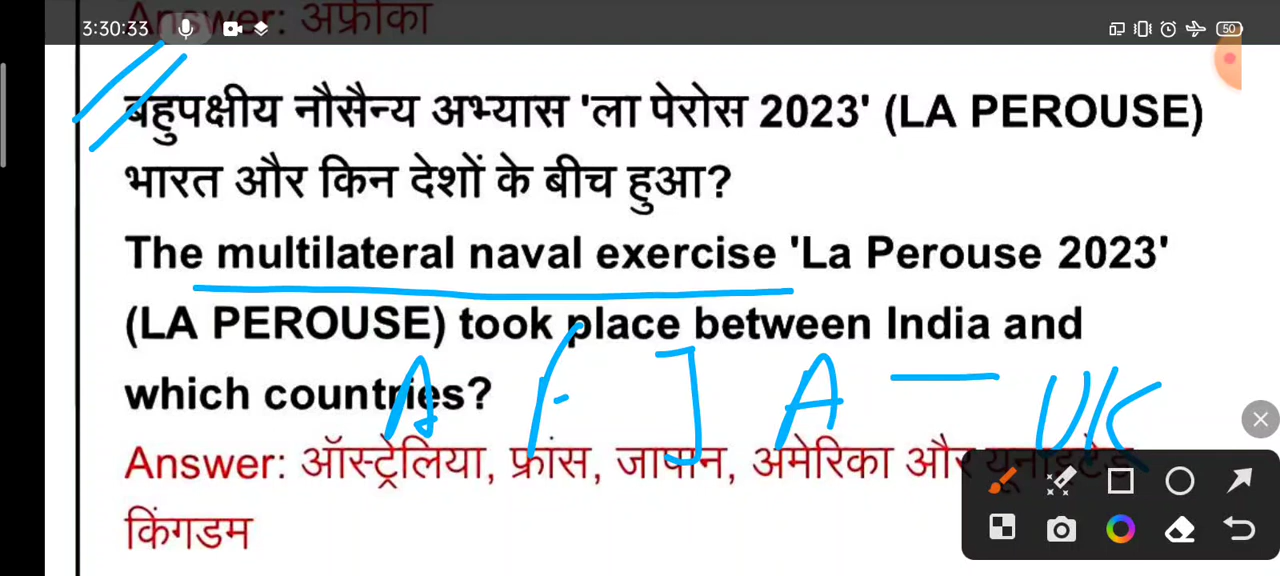 3:30:33
50
Answer: अफ्रीका
बहुपक्षीय नौसैन्य अभ्यास 'ला पेरोस 2023' (LA PEROUSE)
भारत और किन देशों के बीच हुआ?
The multilateral naval exercise 'La Perouse 2023'
(LA PEROUSE) took place between India and
which countries?
A F J A UK
Answer: ऑस्ट्रेलिया, फ्रांस, जापान, अमेरिका और यूनाइटेड
किंगडम